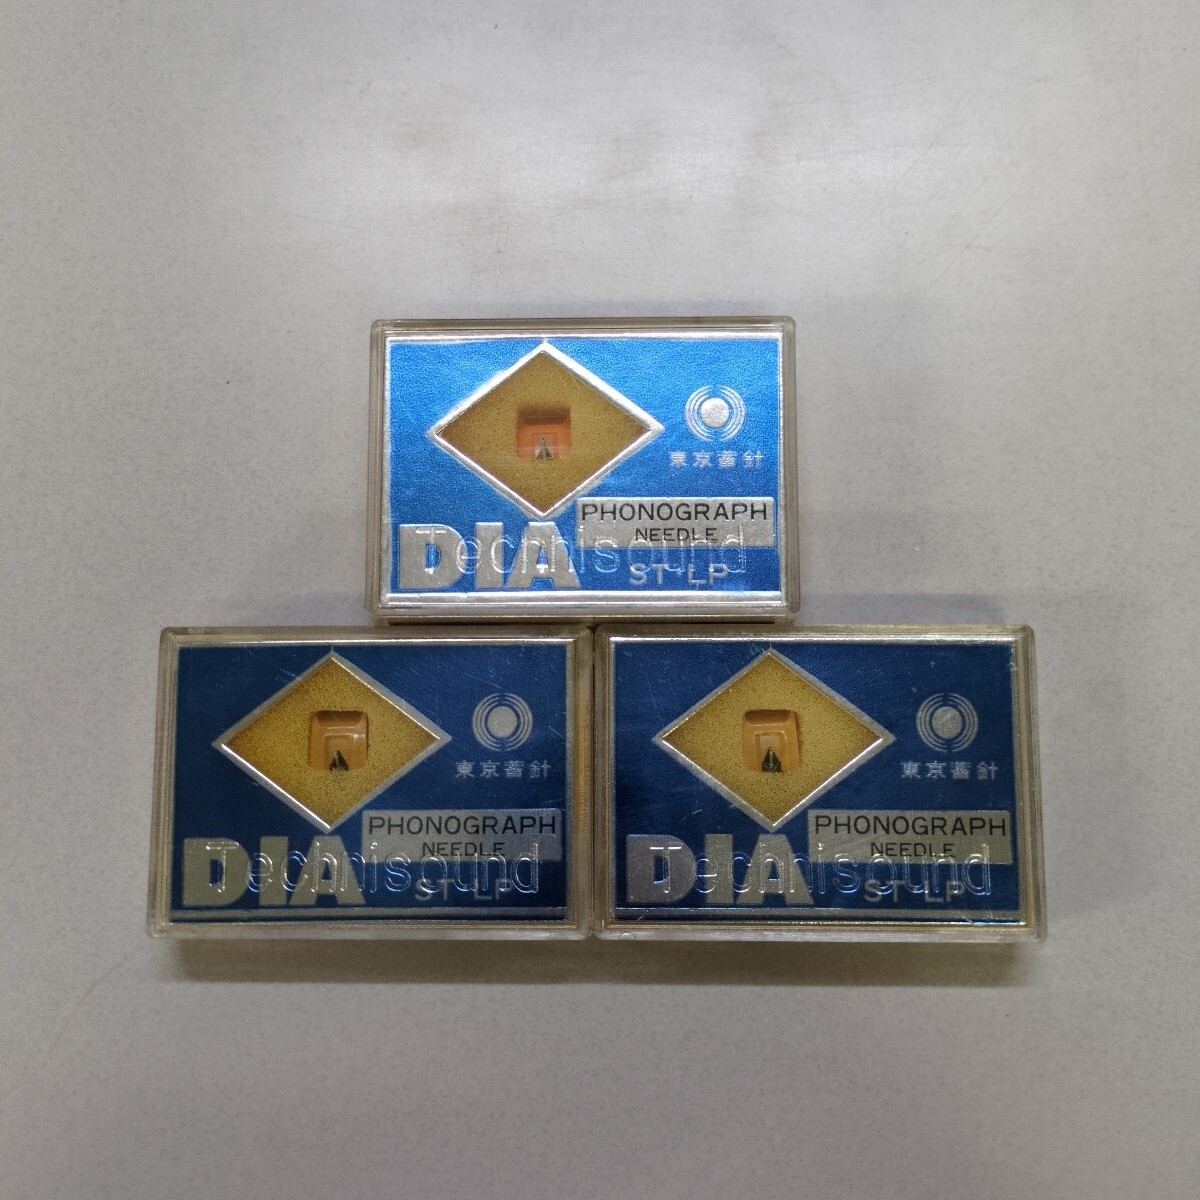 東京蓄針
PHONOGRAPH
NEEDLE
DIA
Technisound
ST・LP
東京蓄針
PHONOGRAPH
NEEDLE
DIA
Technisound
ST・LP
東京蓄針
PHONOGRAPH
NEEDLE
DIA
Technisound
ST・LP